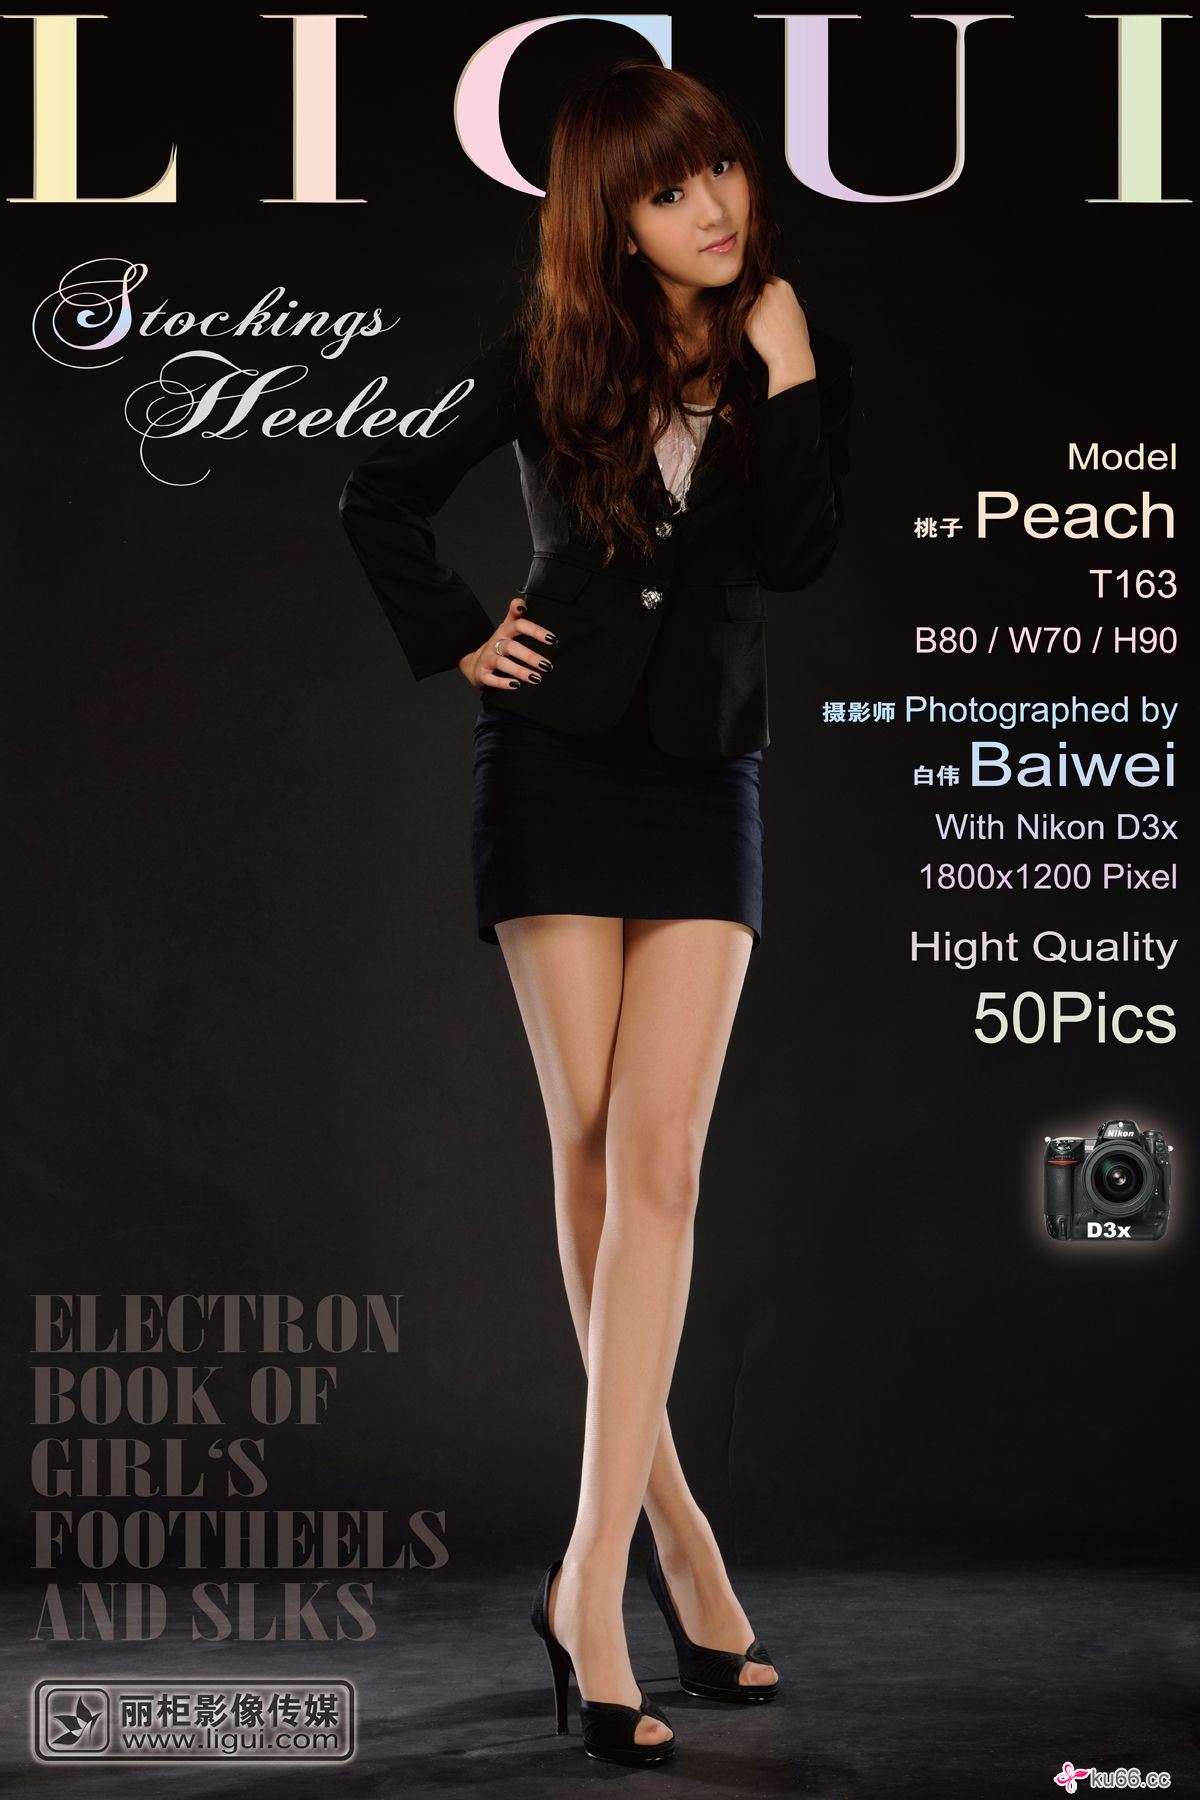 LIGUI
Stockings
Heeled
Model
桃子 Peach
T163
B80 / W70 / H90
摄影师 Photographed by
白伟 Baiwei
With Nikon D3x
1800x1200 Pixel
Hight Quality
50Pics
Nikon
D3x
ELECTRON
BOOK OF
GIRL‘S
FOOTHEELS
AND SLKS
丽柜影像传媒
www.ligui.com
ku66.cc